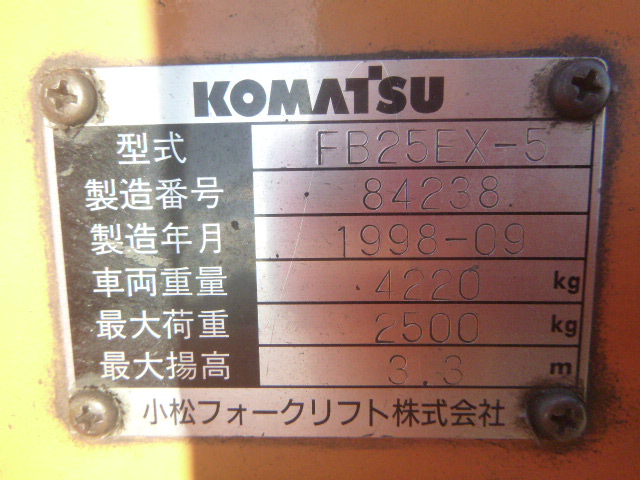 KOMATSU
型式 FB25EX-5
製造番号 84238
製造年月 1998-09
車両重量 4220 kg
最大荷重 2500 kg
最大揚高 3.3 m
小松フォークリフト株式会社